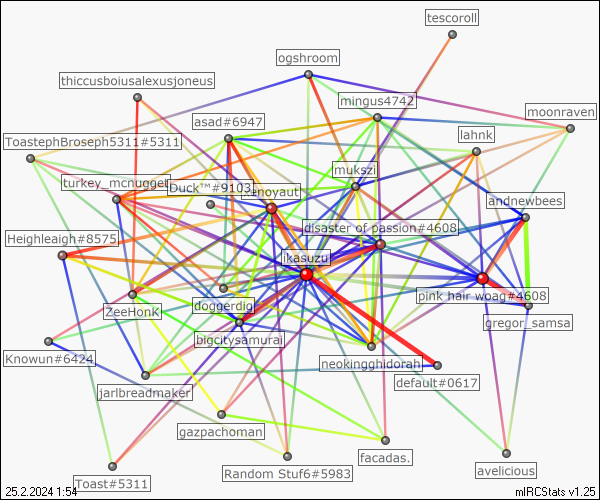 tescoroll
ogshroom
thiccusboiusalexusjoneus
mingus4742
moonraven
asad#6947
lahnk
ToastephBroseph5311#5311
mukszi
turkey_mcnugget
Duck™#9103
andnewbees
disaster of passion#4608
Heighleaigh#8575
ikasuzu
pink hair woag#4608
doggerdig
ZeeHonk
gregor_samsa
bigcitysamurai
Knowun#6424
neokingghidorah
default#0617
jarlbreadmaker
gazpachoman
facadas.
avelicious
Random Stuf6#5983
Toast#5311
25.2.2024 1:54
mIRCStats v1.25